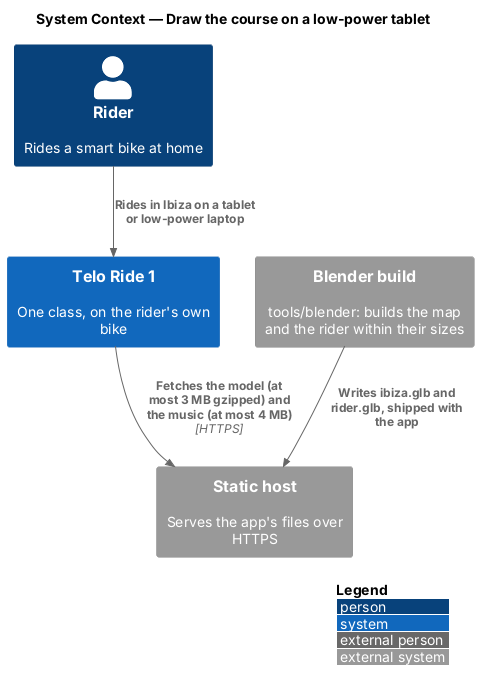 System Context — Draw the course on a low-power tablet
Rider
Rides a smart bike at home
Rides in Ibiza on a tablet
or low-power laptop
Telo Ride 1
One class, on the rider's own
bike
Blender build
tools/blender: builds the map
and the rider within their sizes
Fetches the model (at
most 3 MB gzipped) and
the music (at most 4 MB)
[HTTPS]
Writes ibiza.glb and
rider.glb, shipped with
the app
Static host
Serves the app's files over
HTTPS
Legend
person
system
external person
external system